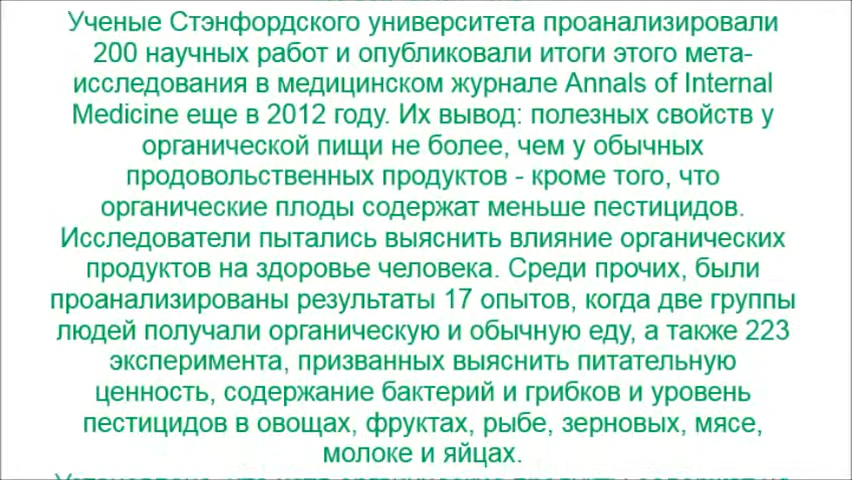 Ученые Стэнфордского университета проанализировали
200 научных работ и опубликовали итоги этого мета-
исследования в медицинском журнале Annals of Internal
Medicine еще в 2012 году. Их вывод: полезных свойств у
органической пищи не более, чем у обычных
продовольственных продуктов - кроме того, что
органические плоды содержат меньше пестицидов.
Исследователи пытались выяснить влияние органических
продуктов на здоровье человека. Среди прочих, были
проанализированы результаты 17 опытов, когда две группы
людей получали органическую и обычную еду, а также 223
эксперимента, призванных выяснить питательную
ценность, содержание бактерий и грибков и уровень
пестицидов в овощах, фруктах, рыбе, зерновых, мясе,
молоке и яйцах.